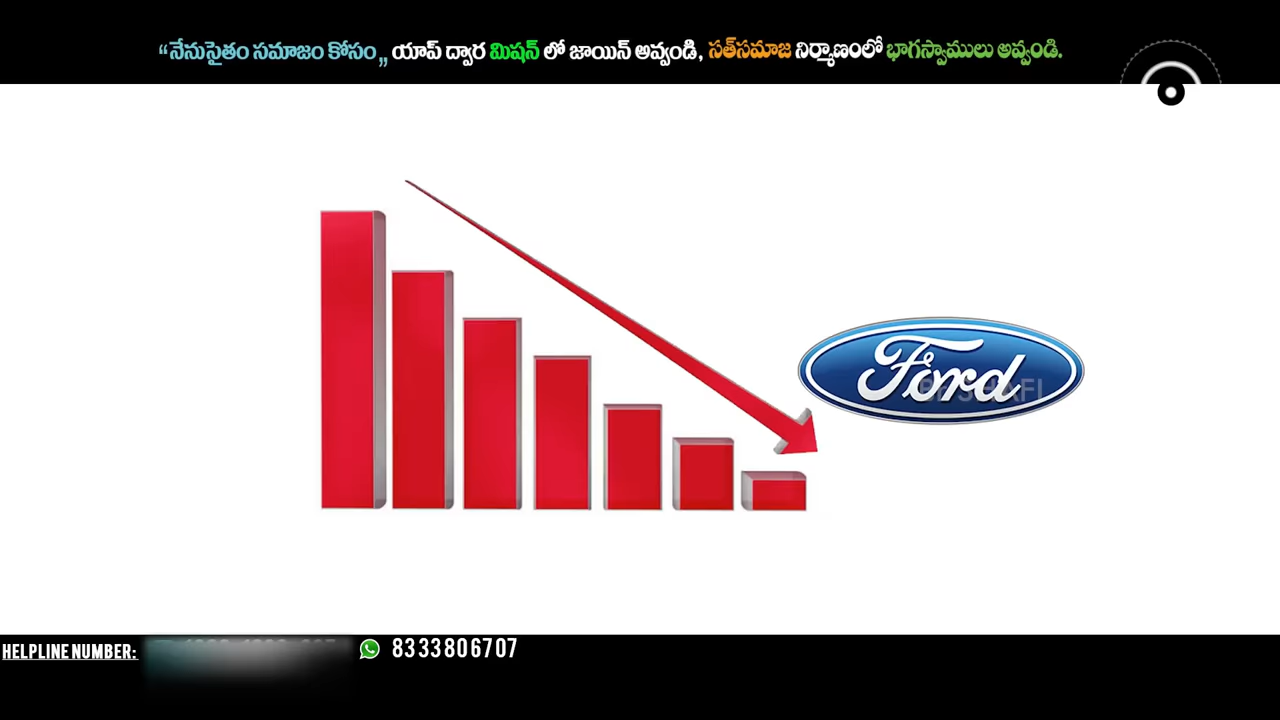 “నేనుసైతం సమాజం కోసం„ యాప్ ద్వారా మిషన్ లో జాయిన్ అవ్వండి, సత్‌సమాజ నిర్మాణంలో భాగస్వాములు అవ్వండి.
Ford
HELPLINE NUMBER: 8333806707